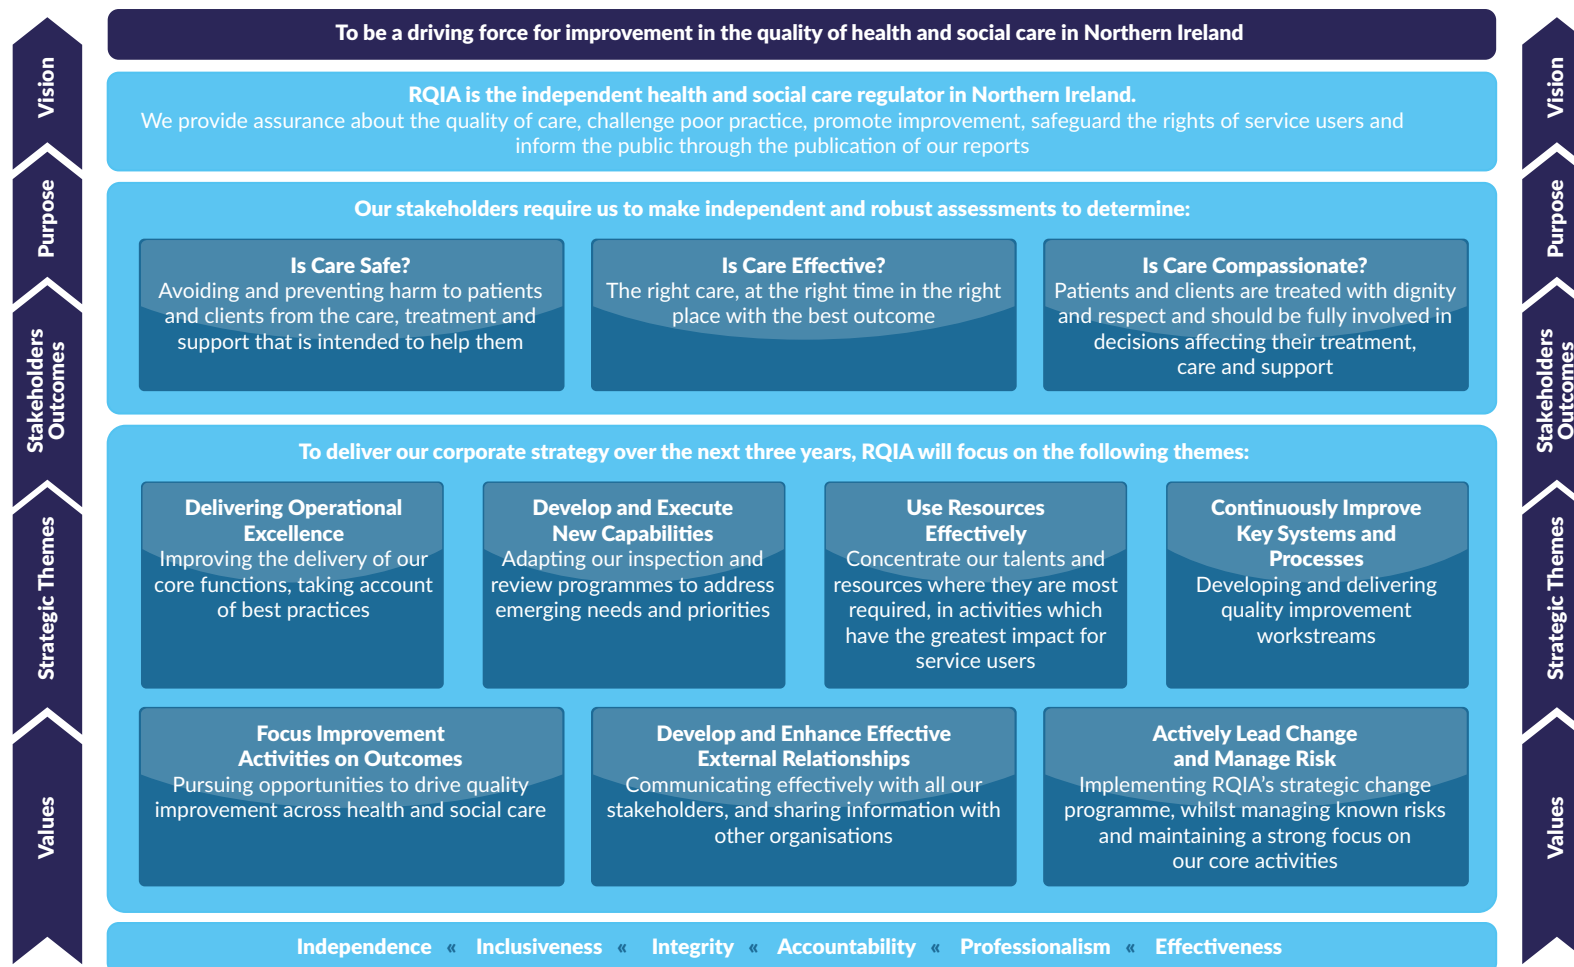 To be a driving force for improvement in the quality of health and social care in Northern Ireland
RQIA is the independent health and social care regulator in Northern Ireland.
We provide assurance about the quality of care, challenge poor practice, promote improvement, safeguard the rights of service users and
inform the public through the publication of our reports
Our stakeholders require us to make independent and robust assessments to determine:
Is Care Safe?
Avoiding and preventing harm to patients
and clients from the care, treatment and
support that is intended to help them
Is Care Effective?
The right care, at the right time in the right
place with the best outcome
Is Care Compassionate?
Patients and clients are treated with dignity
and respect and should be fully involved in
decisions affecting their treatment,
care and support
To deliver our corporate strategy over the next three years, RQIA will focus on the following themes:
Delivering Operational
Excellence
Improving the delivery of our
core functions, taking account
of best practices
Develop and Execute
New Capabilities
Adapting our inspection and
review programmes to address
emerging needs and priorities
Use Resources
Effectively
Concentrate our talents and
resources where they are most
required, in activities which
have the greatest impact for
service users
Continuously Improve
Key Systems and
Processes
Developing and delivering
quality improvement
workstreams
Focus Improvement
Activities on Outcomes
Pursuing opportunities to drive quality
improvement across health and social care
Develop and Enhance Effective
External Relationships
Communicating effectively with all our
stakeholders, and sharing information with
other organisations
Actively Lead Change
and Manage Risk
Implementing RQIA’s strategic change
programme, whilst managing known risks
and maintaining a strong focus on
our core activities
Independence « Inclusiveness « Integrity « Accountability « Professionalism « Effectiveness
Vision
Purpose
Stakeholders
Outcomes
Strategic Themes
Values
Vision
Purpose
Stakeholders
Outcomes
Strategic Themes
Values